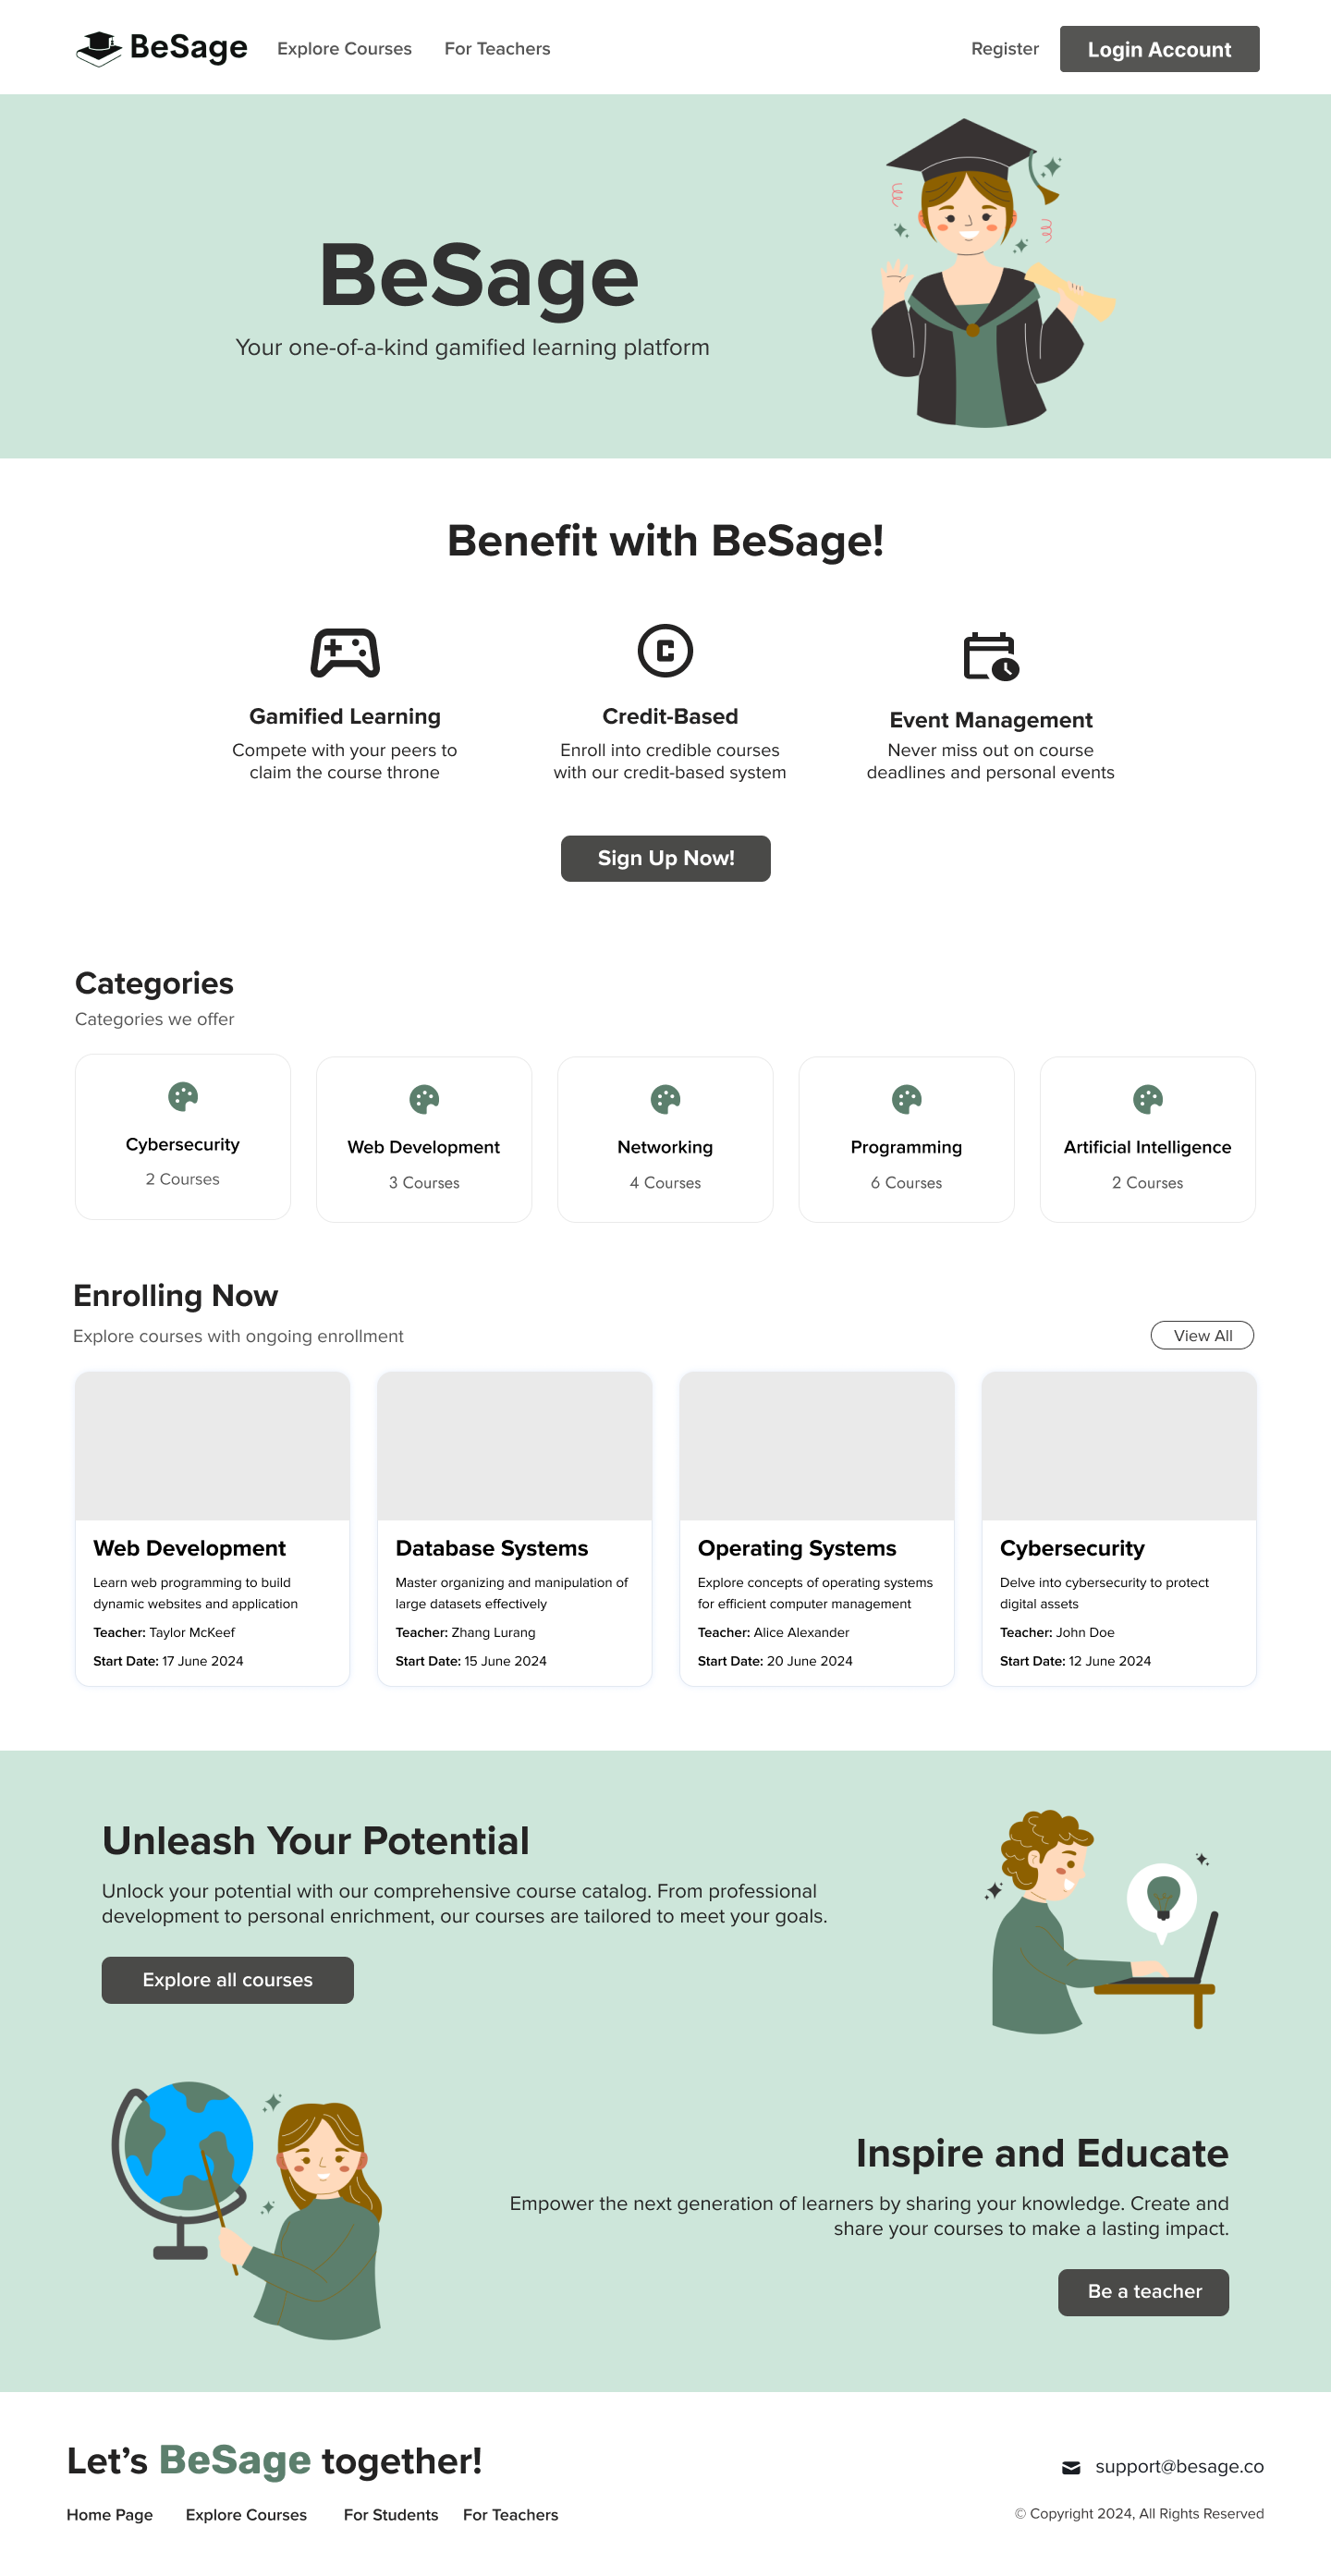 BeSage
Explore Courses
For Teachers
Register
Login Account
BeSage
Your one-of-a-kind gamified learning platform
Benefit with BeSage!
C
Gamified Learning
Compete with your peers to
claim the course throne
Credit-Based
Enroll into credible courses
with our credit-based system
Event Management
Never miss out on course
deadlines and personal events
Sign Up Now!
Categories
Categories we offer
Cybersecurity
2 Courses
Web Development
3 Courses
Networking
4 Courses
Programming
6 Courses
Artificial Intelligence
2 Courses
Enrolling Now
Explore courses with ongoing enrollment
View All
Web Development
Learn web programming to build
dynamic websites and application
Teacher: Taylor McKeef
Start Date: 17 June 2024
Database Systems
Master organizing and manipulation of
large datasets effectively
Teacher: Zhang Lurang
Start Date: 15 June 2024
Operating Systems
Explore concepts of operating systems
for efficient computer management
Teacher: Alice Alexander
Start Date: 20 June 2024
Cybersecurity
Delve into cybersecurity to protect
digital assets
Teacher: John Doe
Start Date: 12 June 2024
Unleash Your Potential
Unlock your potential with our comprehensive course catalog. From professional
development to personal enrichment, our courses are tailored to meet your goals.
Explore all courses
Inspire and Educate
Empower the next generation of learners by sharing your knowledge. Create and
share your courses to make a lasting impact.
Be a teacher
Let's BeSage together!
support@besage.co
Home Page
Explore Courses
For Students
For Teachers
© Copyright 2024, All Rights Reserved